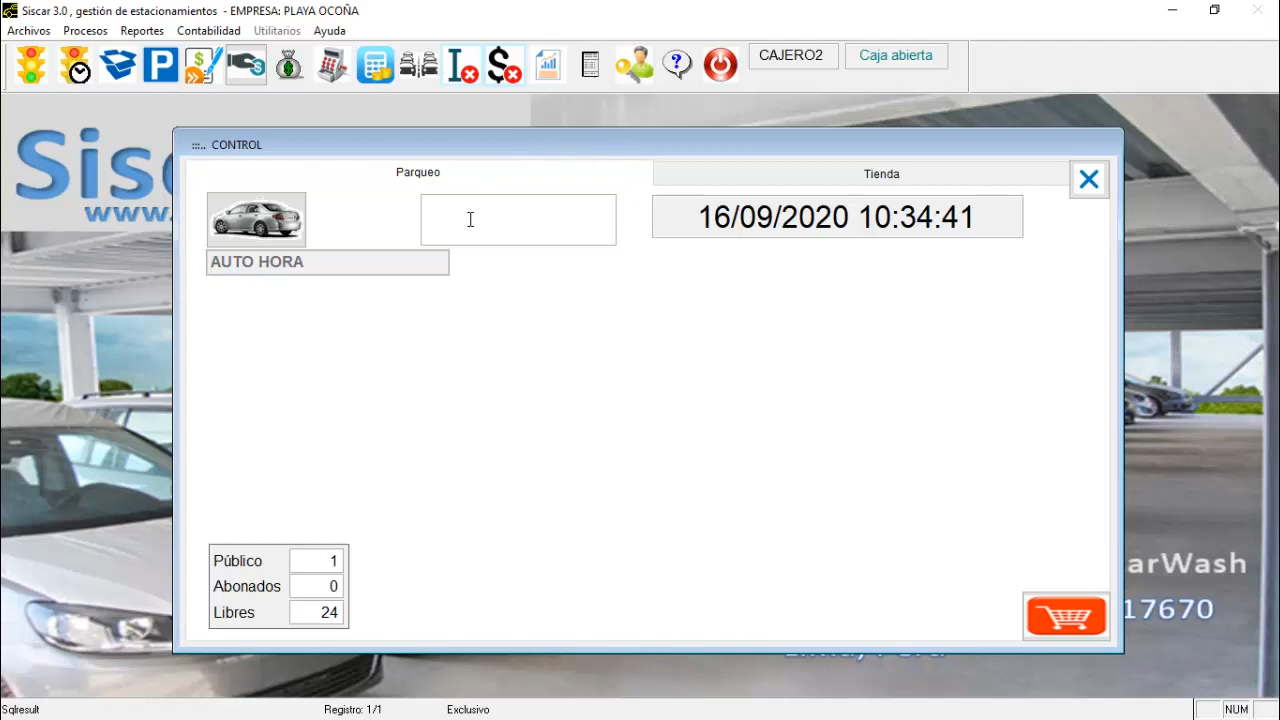 Siscar 3.0 , gestión de estacionamientos - EMPRESA: PLAYA OCOÑA
Archivos Procesos Reportes Contabilidad Utilitarios Ayuda
CAJERO2 Caja abierta
:::.. CONTROL
Parqueo Tienda
16/09/2020 10:34:41
AUTO HORA
Público 1
Abonados 0
Libres 24
Sis
www.
arWash
17670
Sqlresult Registro: 1/1 Exclusivo NUM